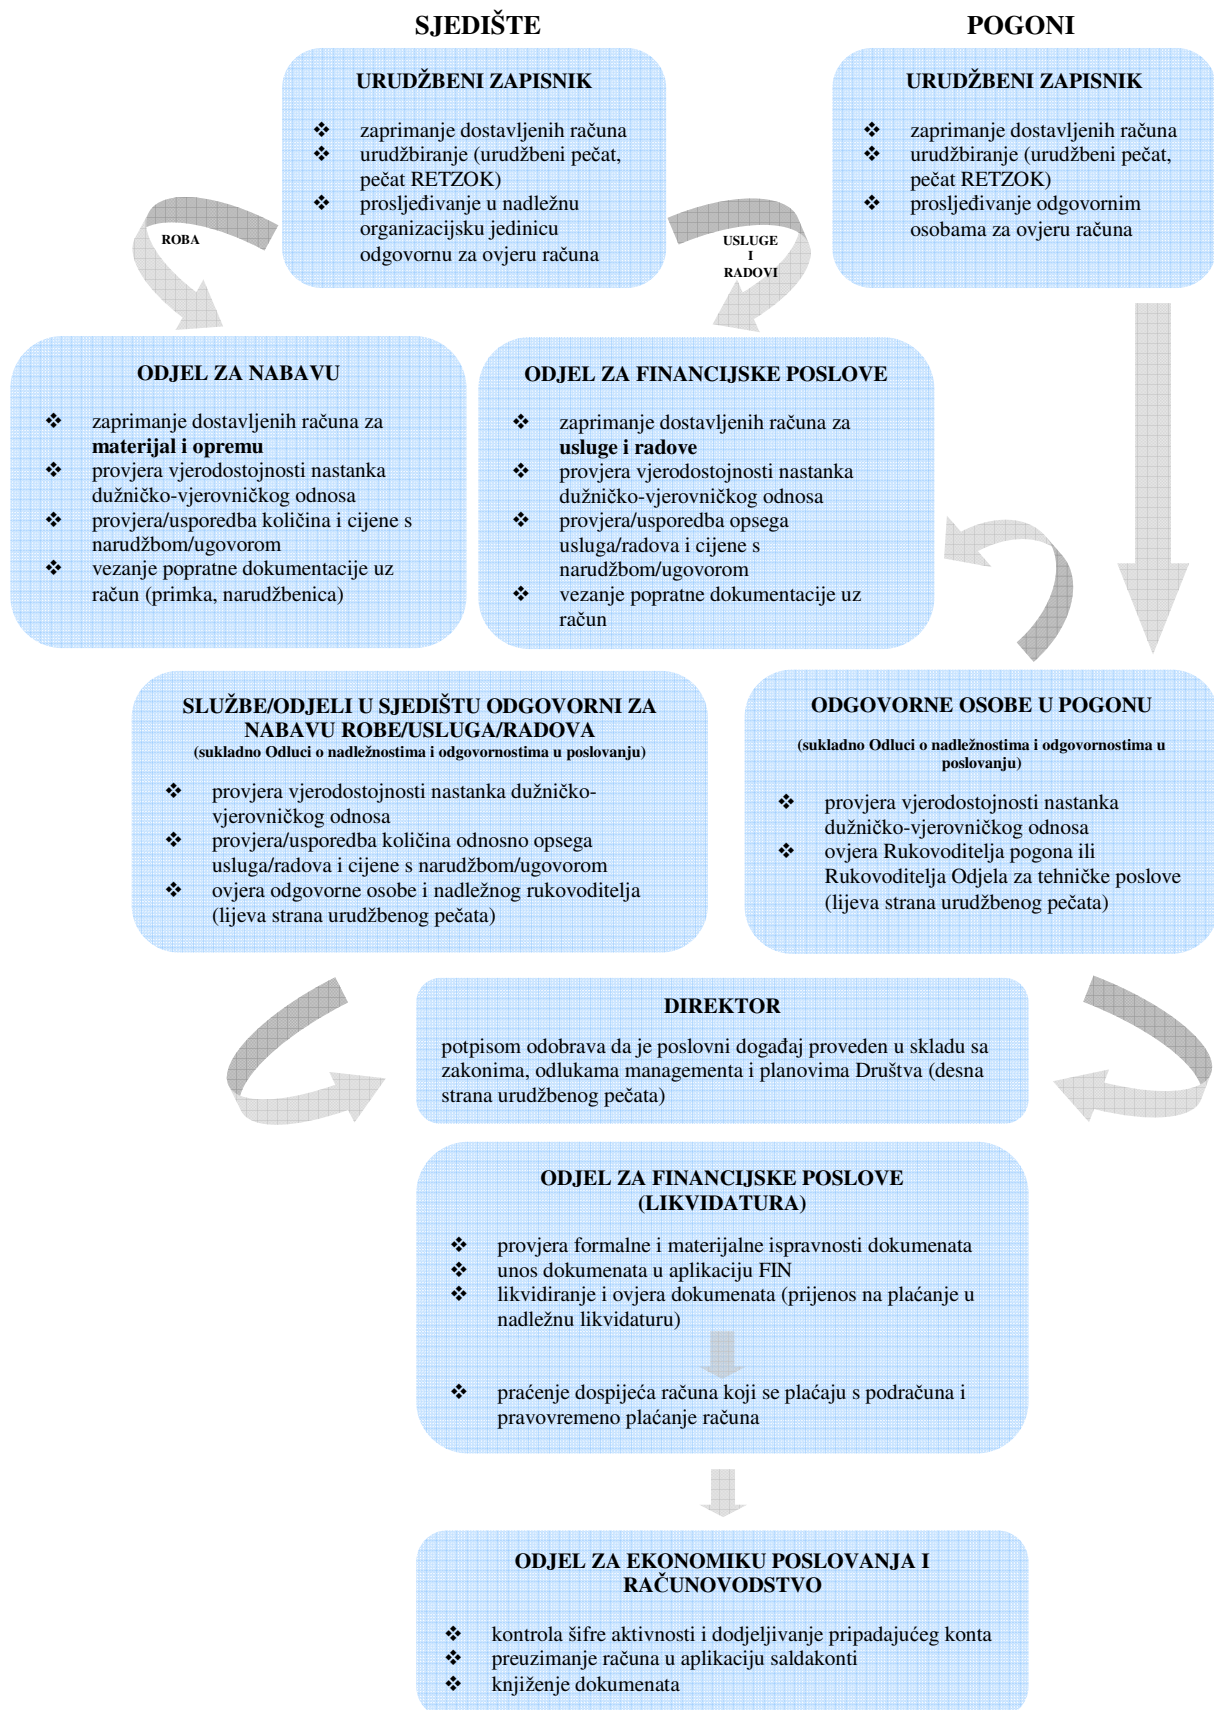 SJEDIŠTE
POGONI
URUDŽBENI ZAPISNIK
❖ zaprimanje dostavljenih računa
❖ urudžbiranje (urudžbeni pečat,
pečat RETZOK)
❖ prosljeđivanje u nadležnu
organizacijsku jedinicu
odgovornu za ovjeru računa
URUDŽBENI ZAPISNIK
❖ zaprimanje dostavljenih računa
❖ urudžbiranje (urudžbeni pečat,
pečat RETZOK)
❖ prosljeđivanje odgovornim
osobama za ovjeru računa
ROBA
USLUGE
I
RADOVI
ODJEL ZA NABAVU
❖ zaprimanje dostavljenih računa za
materijal i opremu
❖ provjera vjerodostojnosti nastanka
dužničko-vjerovničkog odnosa
❖ provjera/usporedba količina i cijene s
narudžbom/ugovorom
❖ vezanje popratne dokumentacije uz
račun (primka, narudžbenica)
ODJEL ZA FINANCIJSKE POSLOVE
❖ zaprimanje dostavljenih računa za
usluge i radove
❖ provjera vjerodostojnosti nastanka
dužničko-vjerovničkog odnosa
❖ provjera/usporedba opsega
usluga/radova i cijene s
narudžbom/ugovorom
❖ vezanje popratne dokumentacije uz
račun
SLUŽBE/ODJELI U SJEDIŠTU ODGOVORNI ZA
NABAVU ROBE/USLUGA/RADOVA
(sukladno Odluci o nadležnostima i odgovornostima u poslovanju)
❖ provjera vjerodostojnosti nastanka dužničko-
vjerovničkog odnosa
❖ provjera/usporedba količina odnosno opsega
usluga/radova i cijene s narudžbom/ugovorom
❖ ovjera odgovorne osobe i nadležnog rukovoditelja
(lijeva strana urudžbenog pečata)
ODGOVORNE OSOBE U POGONU
(sukladno Odluci o nadležnostima i odgovornostima u
poslovanju)
❖ provjera vjerodostojnosti nastanka
dužničko-vjerovničkog odnosa
❖ ovjera Rukovoditelja pogona ili
Rukovoditelja Odjela za tehničke poslove
(lijeva strana urudžbenog pečata)
DIREKTOR
potpisom odobrava da je poslovni događaj proveden u skladu sa
zakonima, odlukama managementa i planovima Društva (desna
strana urudžbenog pečata)
ODJEL ZA FINANCIJSKE POSLOVE
(LIKVIDATURA)
❖ provjera formalne i materijalne ispravnosti dokumenata
❖ unos dokumenata u aplikaciju FIN
❖ likvidiranje i ovjera dokumenata (prijenos na plaćanje u
nadležnu likvidaturu)
❖ praćenje dospijeća računa koji se plaćaju s podračuna i
pravovremeno plaćanje računa
ODJEL ZA EKONOMIKU POSLOVANJA I
RAČUNOVODSTVO
❖ kontrola šifre aktivnosti i dodjeljivanje pripadajućeg konta
❖ preuzimanje računa u aplikaciju saldakonti
❖ knjiženje dokumenata